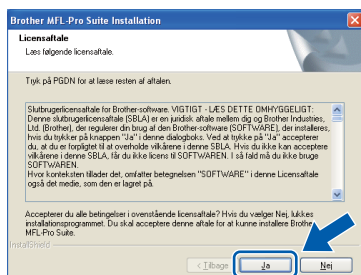 Brother MFL-Pro Suite Installation
Licensaftale
Læs følgende licensaftale.
Tryk på PGDN for at læse resten af aftalen.
Slutbrugerlicensaftale for Brother-software. VIGTIGT - LÆS DETTE OMHYGGELIGT:
Denne slutbrugerlicensaftale (SBLA) er en juridisk aftale mellem dig og Brother Industries,
Ltd. (Brother), der regulerer din brug af den Brother-software (SOFTWARE), der installeres,
hvis du trykker på knappen "Ja" i denne dialogboks. Ved at trykke på "Ja" accepterer
du, at du er forpligtet til at overholde vilkårene i denne SBLA. Hvis du ikke kan acceptere
vilkårene i denne SBLA, får du ikke licens til SOFTWAREN. I så fald må du ikke bruge
SOFTWAREN.
Hvor konteksten tillader det, omfatter betegnelsen "SOFTWARE" i denne Licensaftale
også det medie, som den er lagret på.
Accepterer du alle betingelser i ovenstående licensaftale? Hvis du vælger Nej, lukkes
installationsprogrammet. Du skal acceptere denne aftale for at kunne installere Brother
MFL-Pro Suite.
InstallShield
< Tilbage
Ja
Nej